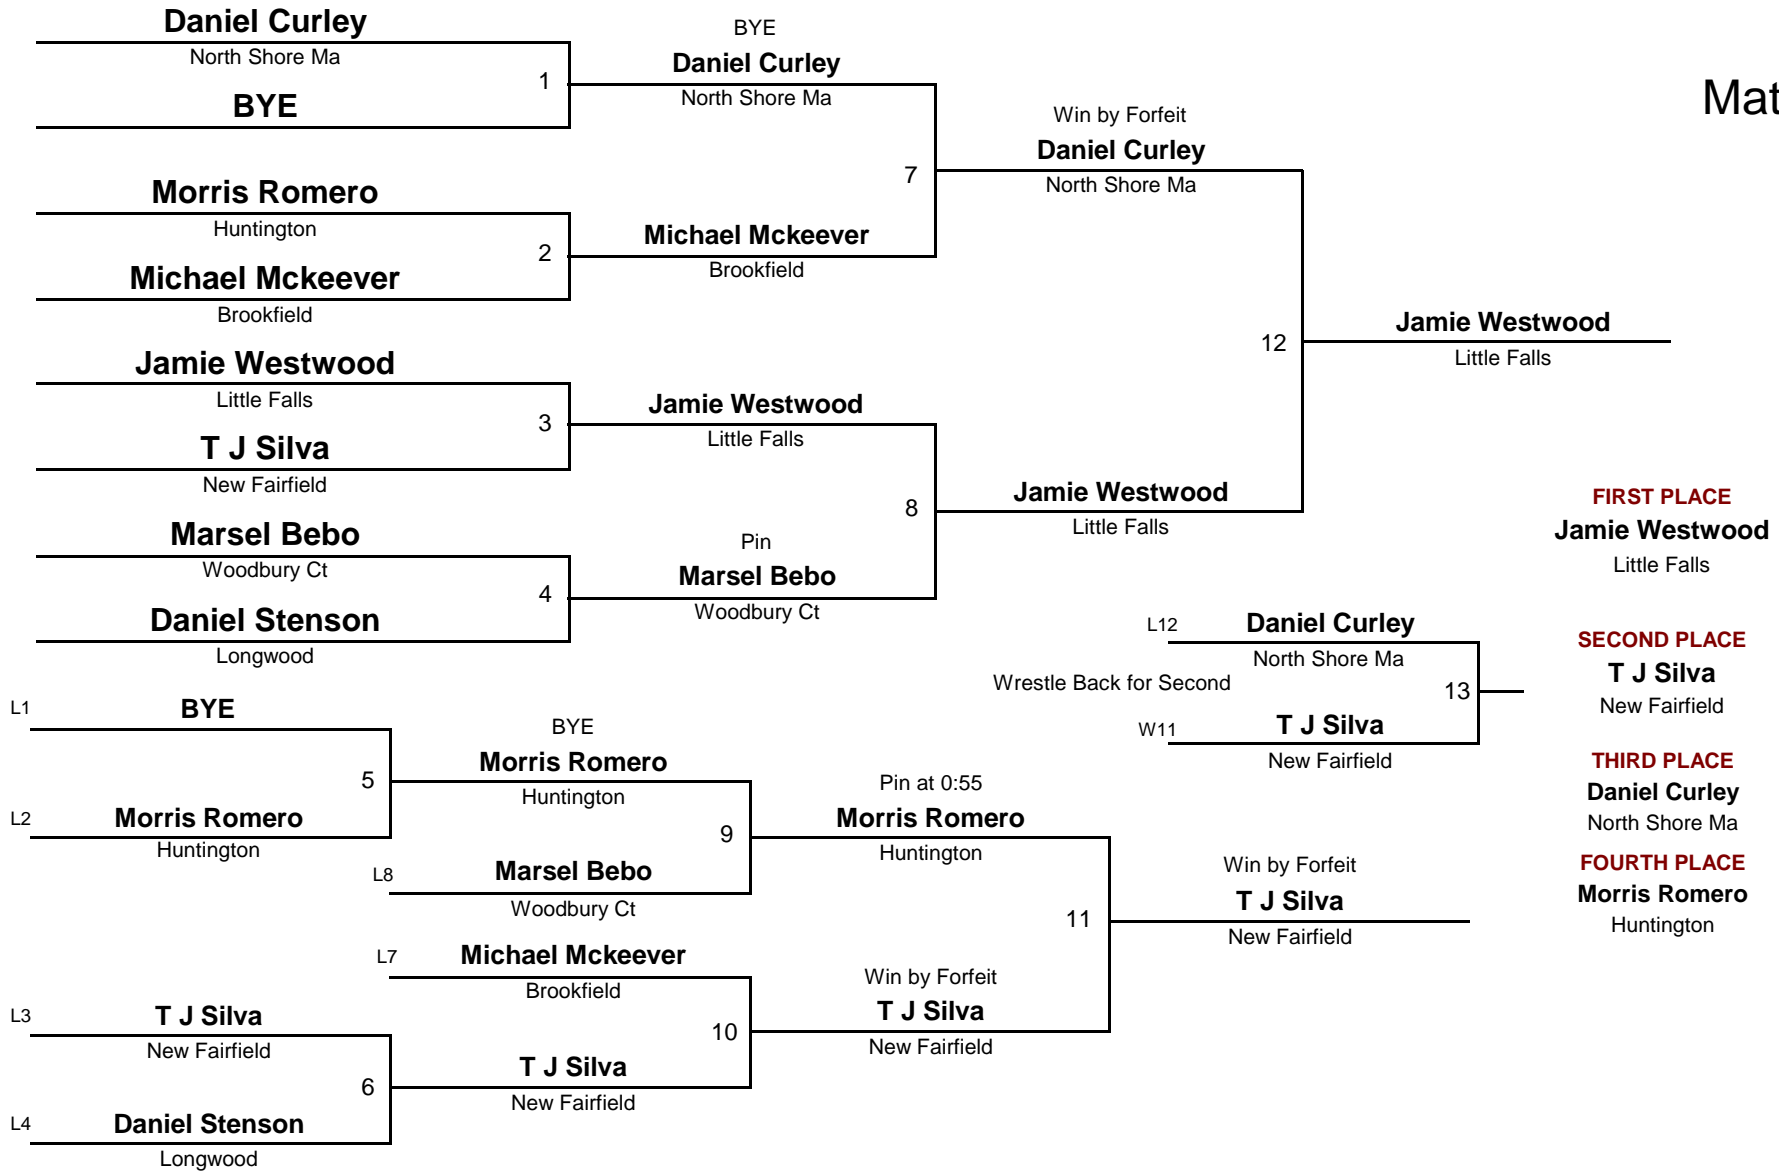 Daniel Curley
North Shore Ma
1
BYE
BYE
Daniel Curley
North Shore Ma
Mat
Morris Romero
Huntington
2
Michael Mckeever
Brookfield
7
Michael Mckeever
Brookfield
Win by Forfeit
Daniel Curley
North Shore Ma
Jamie Westwood
Little Falls
3
T J Silva
New Fairfield
Jamie Westwood
Little Falls
12
Jamie Westwood
Little Falls
Marsel Bebo
Woodbury Ct
4
Daniel Stenson
Longwood
8
Pin
Marsel Bebo
Woodbury Ct
Jamie Westwood
Little Falls
FIRST PLACE
Jamie Westwood
Little Falls
L12
Daniel Curley
North Shore Ma
Wrestle Back for Second
13
W11
T J Silva
New Fairfield
SECOND PLACE
T J Silva
New Fairfield
THIRD PLACE
Daniel Curley
North Shore Ma
FOURTH PLACE
Morris Romero
Huntington
L1
BYE
5
L2
Morris Romero
Huntington
BYE
Morris Romero
Huntington
9
L8
Marsel Bebo
Woodbury Ct
Pin at 0:55
Morris Romero
Huntington
11
Win by Forfeit
T J Silva
New Fairfield
L7
Michael Mckeever
Brookfield
10
Win by Forfeit
T J Silva
New Fairfield
L3
T J Silva
New Fairfield
6
T J Silva
New Fairfield
L4
Daniel Stenson
Longwood